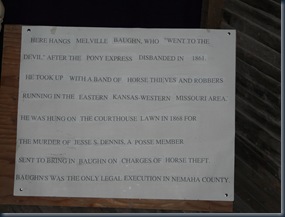 HERE HANGS MELVILLE BAUGHN, WHO "WENT TO THE
DEVIL" AFTER THE PONY EXPRESS DISBANDED IN 1861.
HE TOOK UP WITH A BAND OF HORSE THIEVES AND ROBBERS
RUNNING IN THE EASTERN KANSAS-WESTERN MISSOURI AREA.
HE WAS HUNG ON THE COURTHOUSE LAWN IN 1868 FOR
THE MURDER OF JESSE S. DENNIS, A POSSE MEMBER
SENT TO BRING IN BAUGHN ON CHARGES OF HORSE THEFT.
BAUGHN'S WAS THE ONLY LEGAL EXECUTION IN NEMAHA COUNTY.